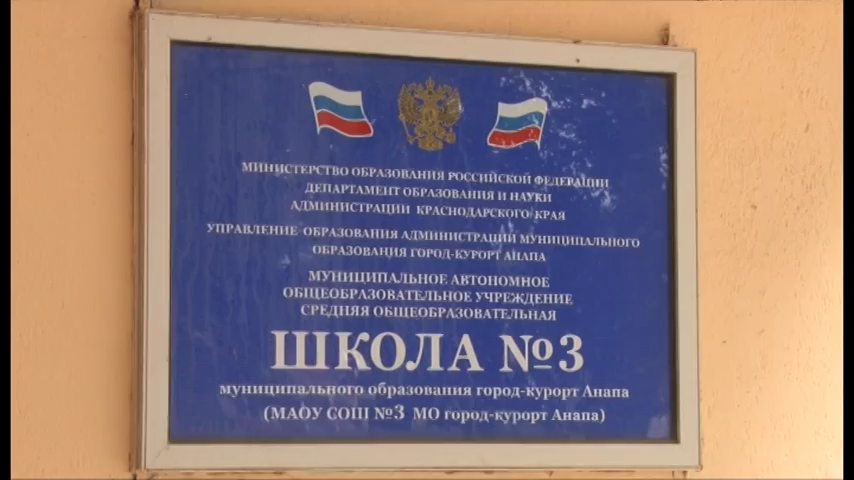 МИНИСТЕРСТВО ОБРАЗОВАНИЯ РОССИЙСКОЙ ФЕДЕРАЦИИ
ДЕПАРТАМЕНТ ОБРАЗОВАНИЯ И НАУКИ
АДМИНИСТРАЦИИ КРАСНОДАРСКОГО КРАЯ
УПРАВЛЕНИЕ ОБРАЗОВАНИЯ АДМИНИСТРАЦИИ МУНИЦИПАЛЬНОГО
ОБРАЗОВАНИЯ ГОРОД-КУРОРТ АНАПА
МУНИЦИПАЛЬНОЕ АВТОНОМНОЕ
ОБЩЕОБРАЗОВАТЕЛЬНОЕ УЧРЕЖДЕНИЕ
СРЕДНЯЯ ОБЩЕОБРАЗОВАТЕЛЬНАЯ
ШКОЛА №3
муниципального образования город-курорт Анапа
(МАОУ СОШ №3 МО город-курорт Анапа)